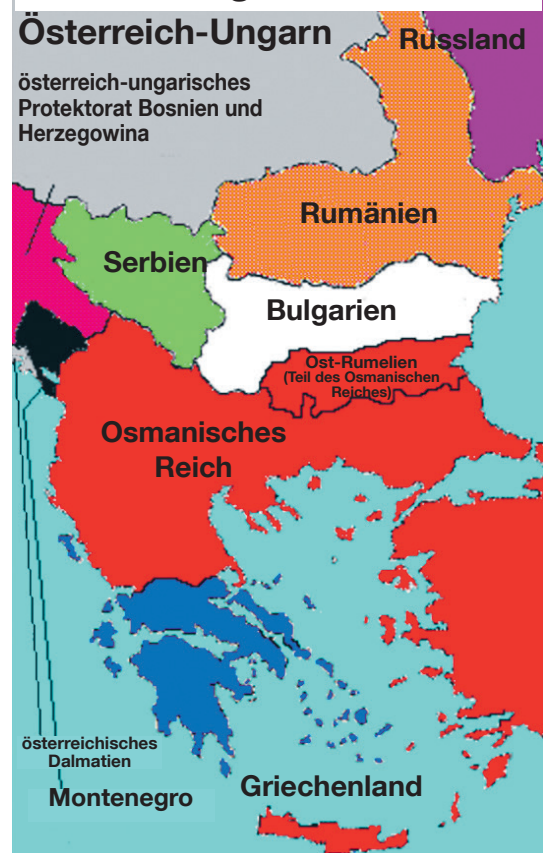 Österreich-Ungarn
Russland
österreich-ungarisches
Protektorat Bosnien und
Herzegowina
Rumänien
Serbien
Bulgarien
Ost-Rumelien
(Teil des Osmanischen
Reiches)
Osmanisches
Reich
österreichisches
Dalmatien
Montenegro
Griechenland